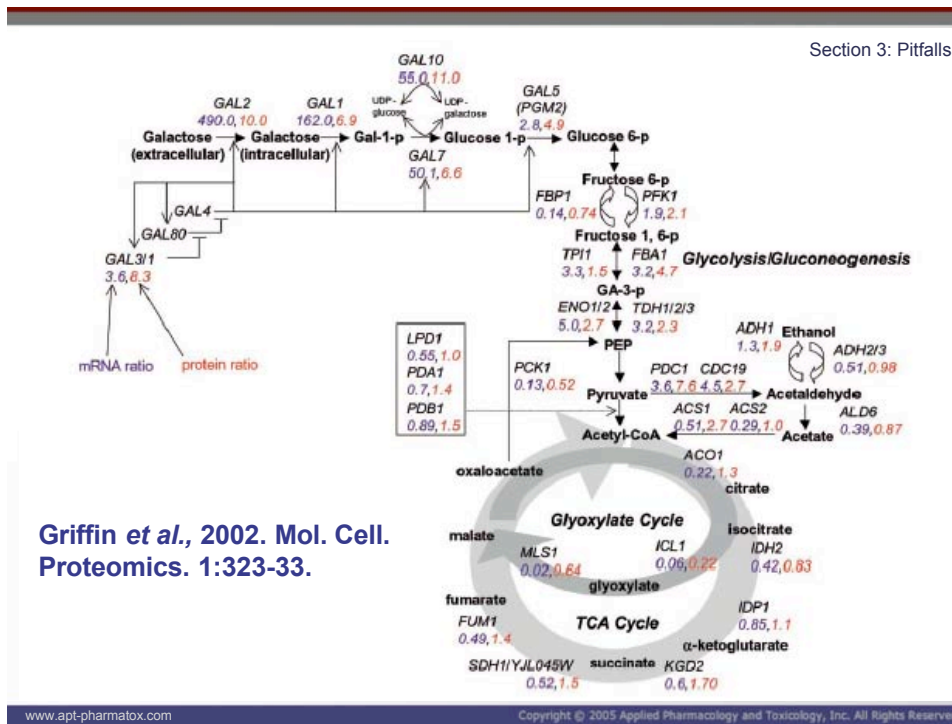 Section 3: Pitfalls
GAL10
55.0,11.0
UDP-glucose
UDP-galactose
GAL2
490.0,10.0
GAL1
162.0,6.9
GAL5
(PGM2)
2.8,4.9
Galactose
(extracellular)
Galactose
(intracellular)
Gal-1-p
Glucose 1-p
Glucose 6-p
GAL7
50.1,6.6
GAL4
GAL80
GAL3/1
3.6,8.3
mRNA ratio
protein ratio
Fructose 6-p
FBP1
0.14,0.74
PFK1
1.9,2.1
Fructose 1, 6-p
TPI1
3.3,1.5
FBA1
3.2,4.7
Glycolysis/Gluconeogenesis
GA-3-p
ENO1/2
5.0,2.7
TDH1/2/3
3.2,2.3
PEP
LPD1
0.55,1.0
PDA1
0.7,1.4
PDB1
0.89,1.5
PCK1
0.13,0.52
Pyruvate
PDC1
3.6,7.6
CDC19
4.5,2.7
ADH1
1.3,1.9
Ethanol
ADH2/3
0.51,0.98
Acetaldehyde
ACS1
0.51,2.7
ACS2
0.29,1.0
ALD6
0.39,0.87
Acetyl-CoA
Acetate
oxaloacetate
ACO1
0.22,1.3
citrate
Glyoxylate Cycle
isocitrate
malate
MLS1
0.02,0.64
ICL1
0.06,0.22
IDH2
0.42,0.83
glyoxylate
fumarate
FUM1
0.49,1.4
TCA Cycle
IDP1
0.85,1.1
α-ketoglutarate
SDH1/YJL045W
0.52,1.5
succinate
KGD2
0.6,1.70
Griffin et al., 2002. Mol. Cell.
Proteomics. 1:323-33.
www.apt-pharmatox.com
Copyright © 2005 Applied Pharmacology and Toxicology, Inc. All Rights Reserve